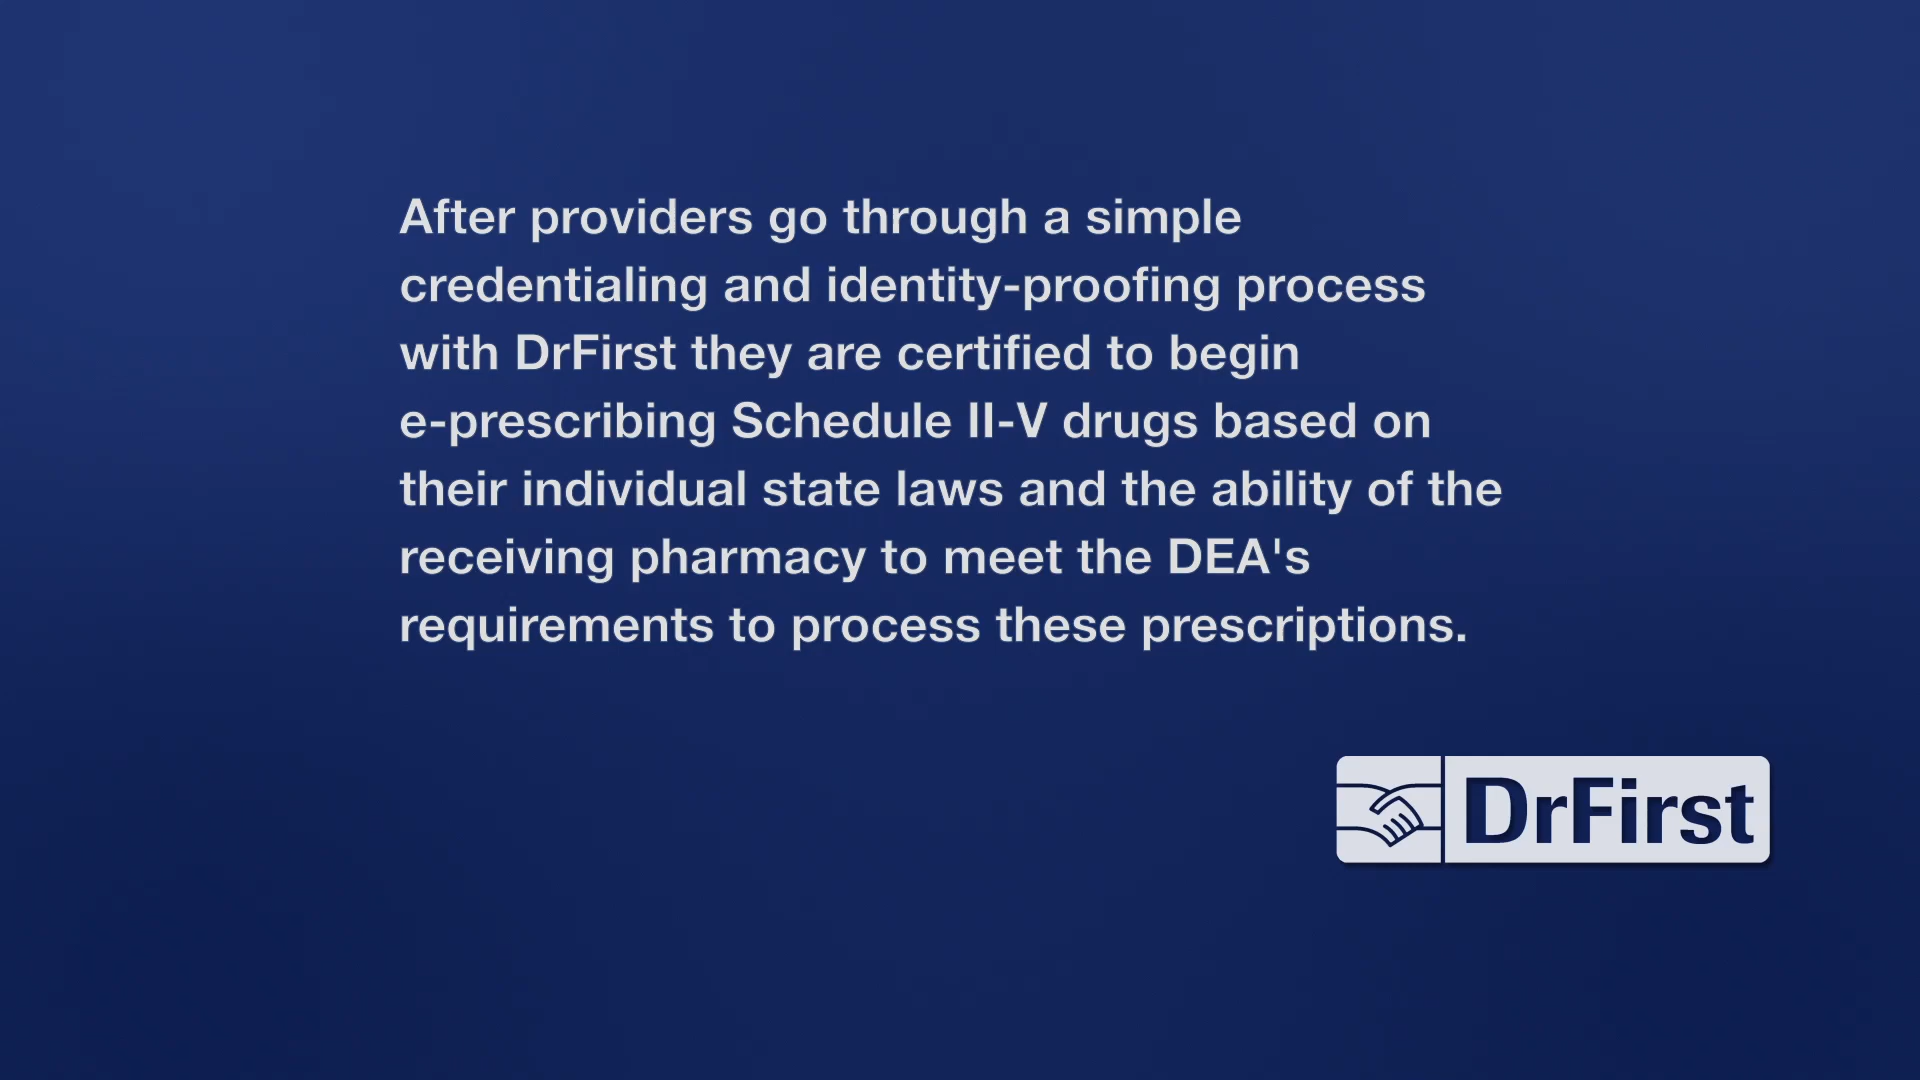 After providers go through a simple
credentialing and identity-proofing process
with DrFirst they are certified to begin
e-prescribing Schedule II-V drugs based on
their individual state laws and the ability of the
receiving pharmacy to meet the DEA's
requirements to process these prescriptions.
DrFirst